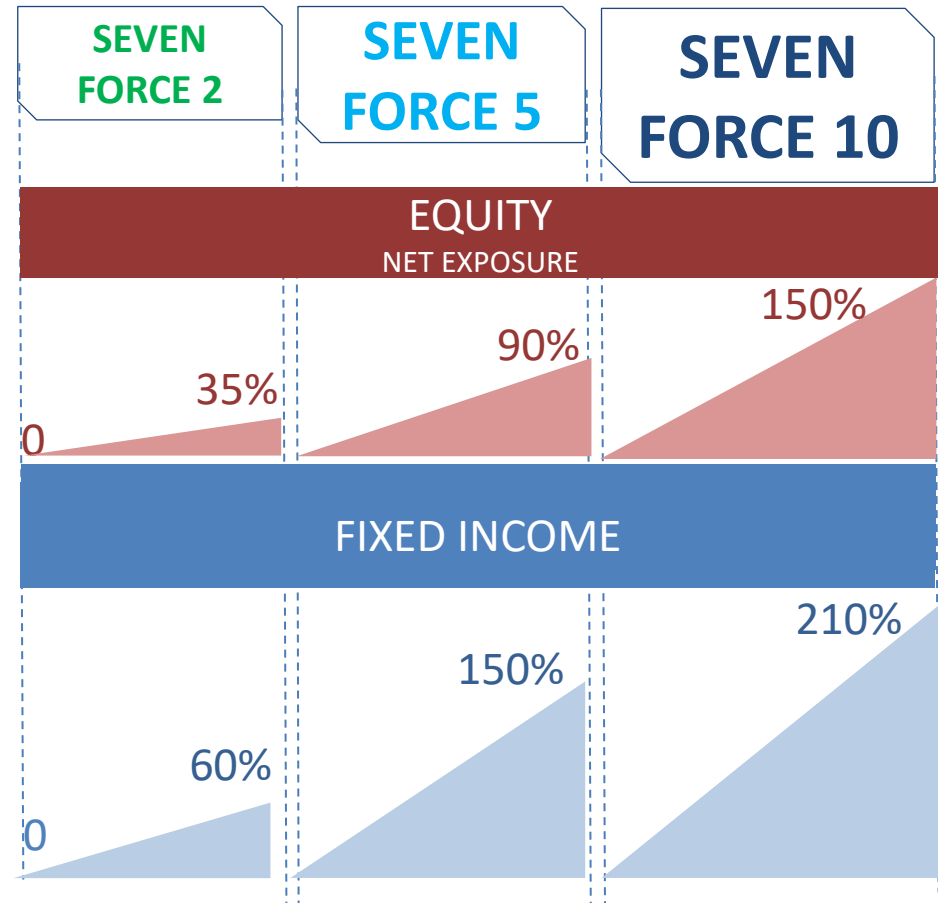 SEVEN
FORCE 2
SEVEN
FORCE 5
SEVEN
FORCE 10
EQUITY
NET EXPOSURE
0
35%
90%
150%
FIXED INCOME
0
60%
150%
210%